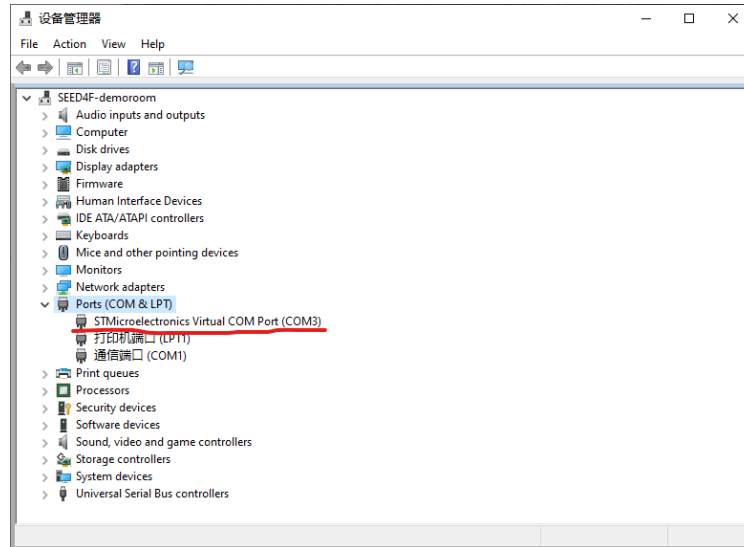 设备管理器
File Action View Help
SEED4F-demoroom
Audio inputs and outputs
Computer
Disk drives
Display adapters
Firmware
Human Interface Devices
IDE ATA/ATAPI controllers
Keyboards
Mice and other pointing devices
Monitors
Network adapters
Ports (COM & LPT)
STMicroelectronics Virtual COM Port (COM3)
打印机端口 (LPT1)
通信端口 (COM1)
Print queues
Processors
Security devices
Software devices
Sound, video and game controllers
Storage controllers
System devices
Universal Serial Bus controllers